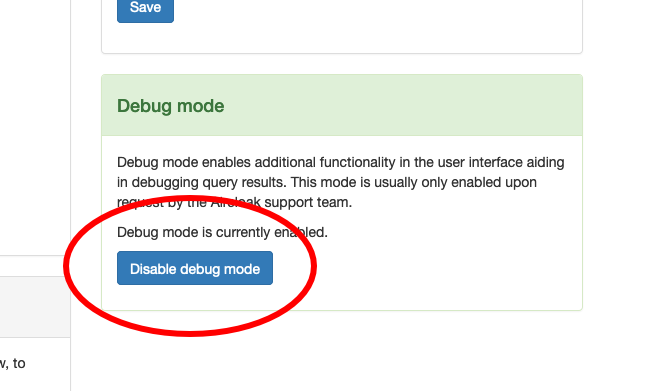 Save
Debug mode
Debug mode enables additional functionality in the user interface aiding
in debugging query results. This mode is usually only enabled upon
request by the Aircloak support team.
Debug mode is currently enabled.
Disable debug mode
w, to